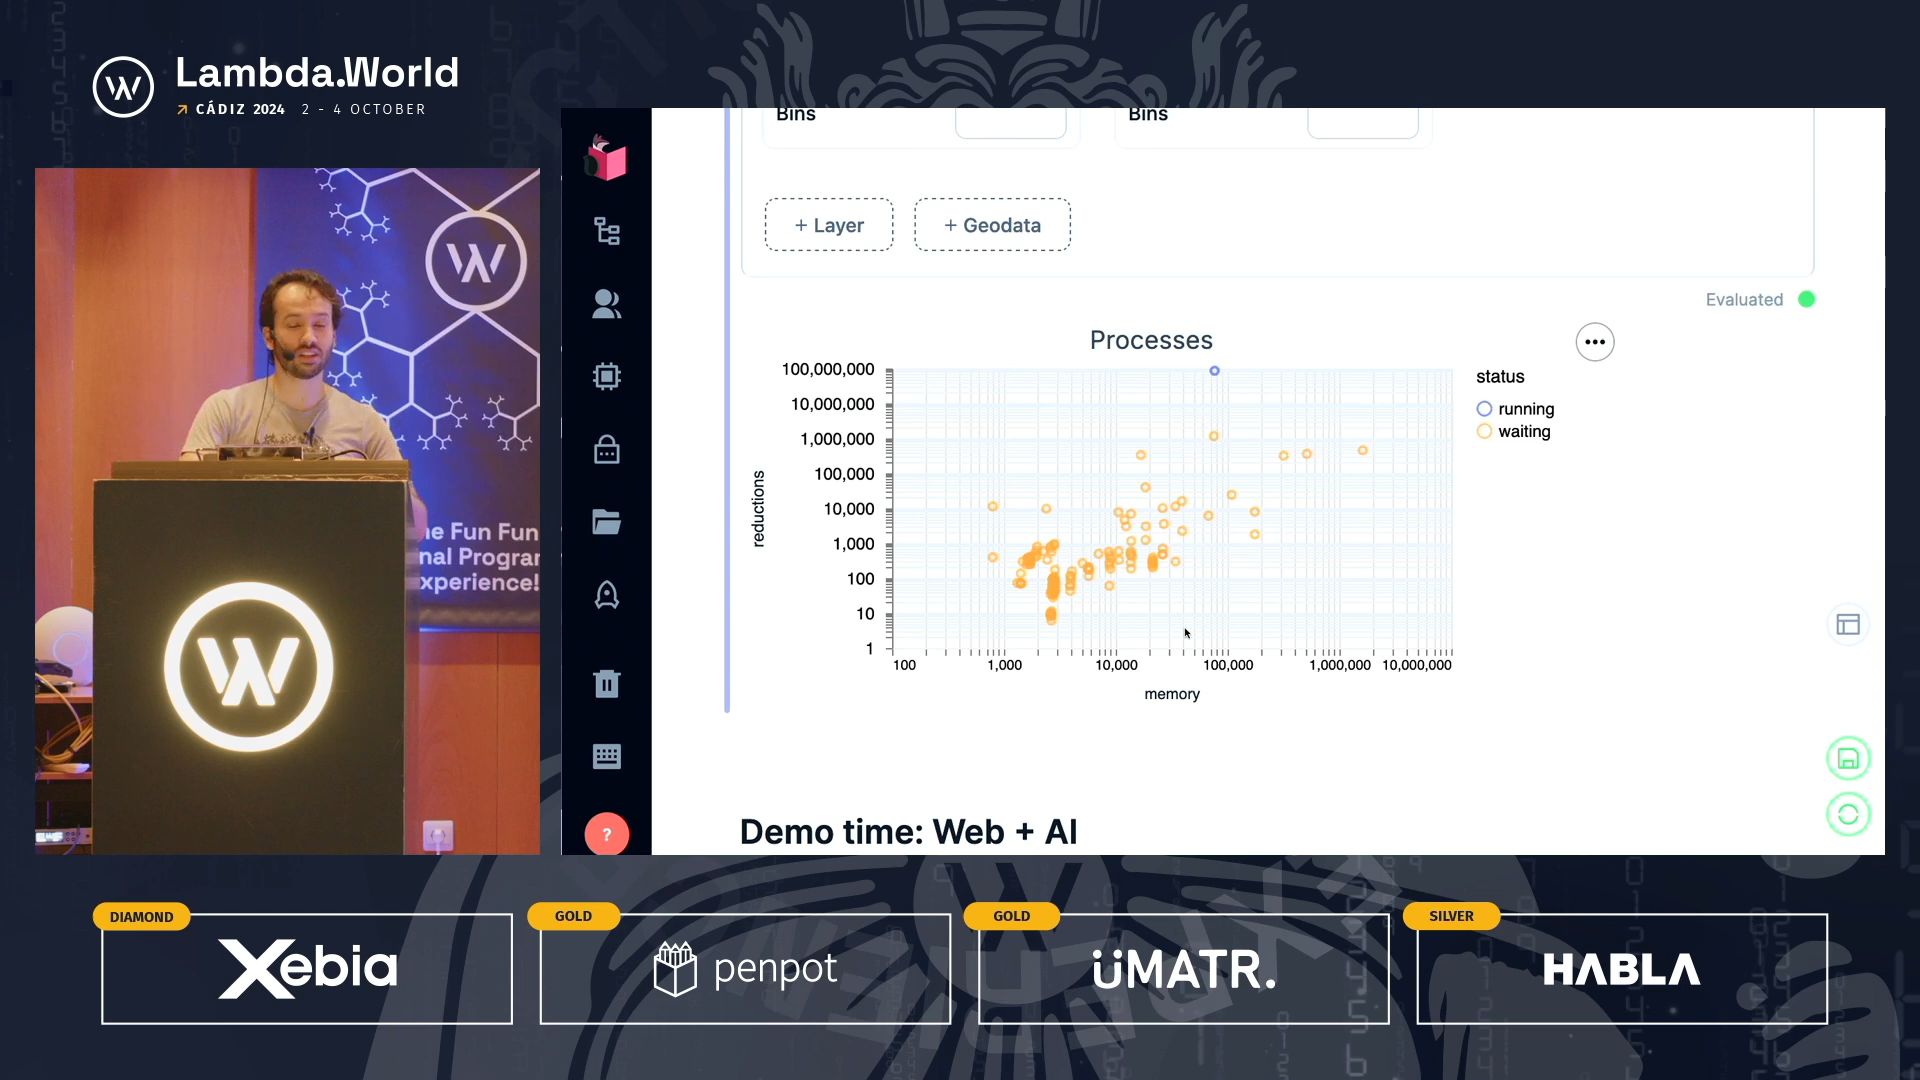 Lambda.World
CÁDIZ 2024 2 - 4 OCTOBER
ne Fun Fun
nal Progra
xperience!
Bins
Bins
+ Layer
+ Geodata
Evaluated
Processes
100,000,000
10,000,000
1,000,000
100,000
10,000
1,000
100
10
1
reductions
100
1,000
10,000
100,000
1,000,000
10,000,000
memory
status
running
waiting
?
Demo time: Web + AI
DIAMOND
Xebia
GOLD
penpot
GOLD
üMATR.
SILVER
HABLA